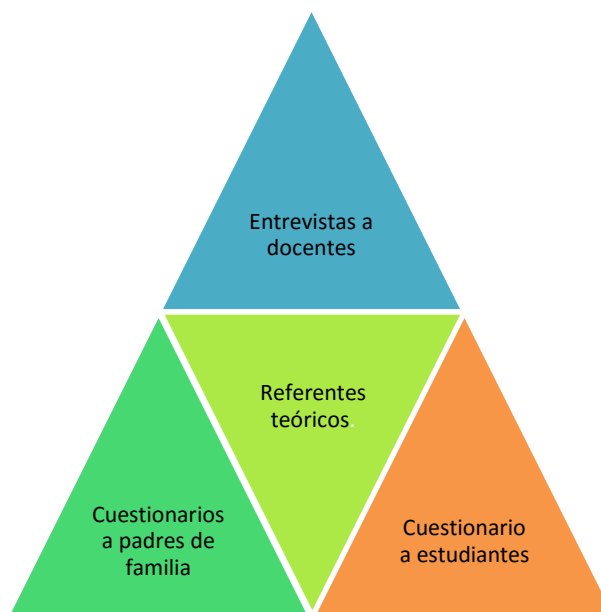 Entrevistas a
docentes
Referentes
teóricos.
Cuestionarios
a padres de
familia
Cuestionario
a estudiantes